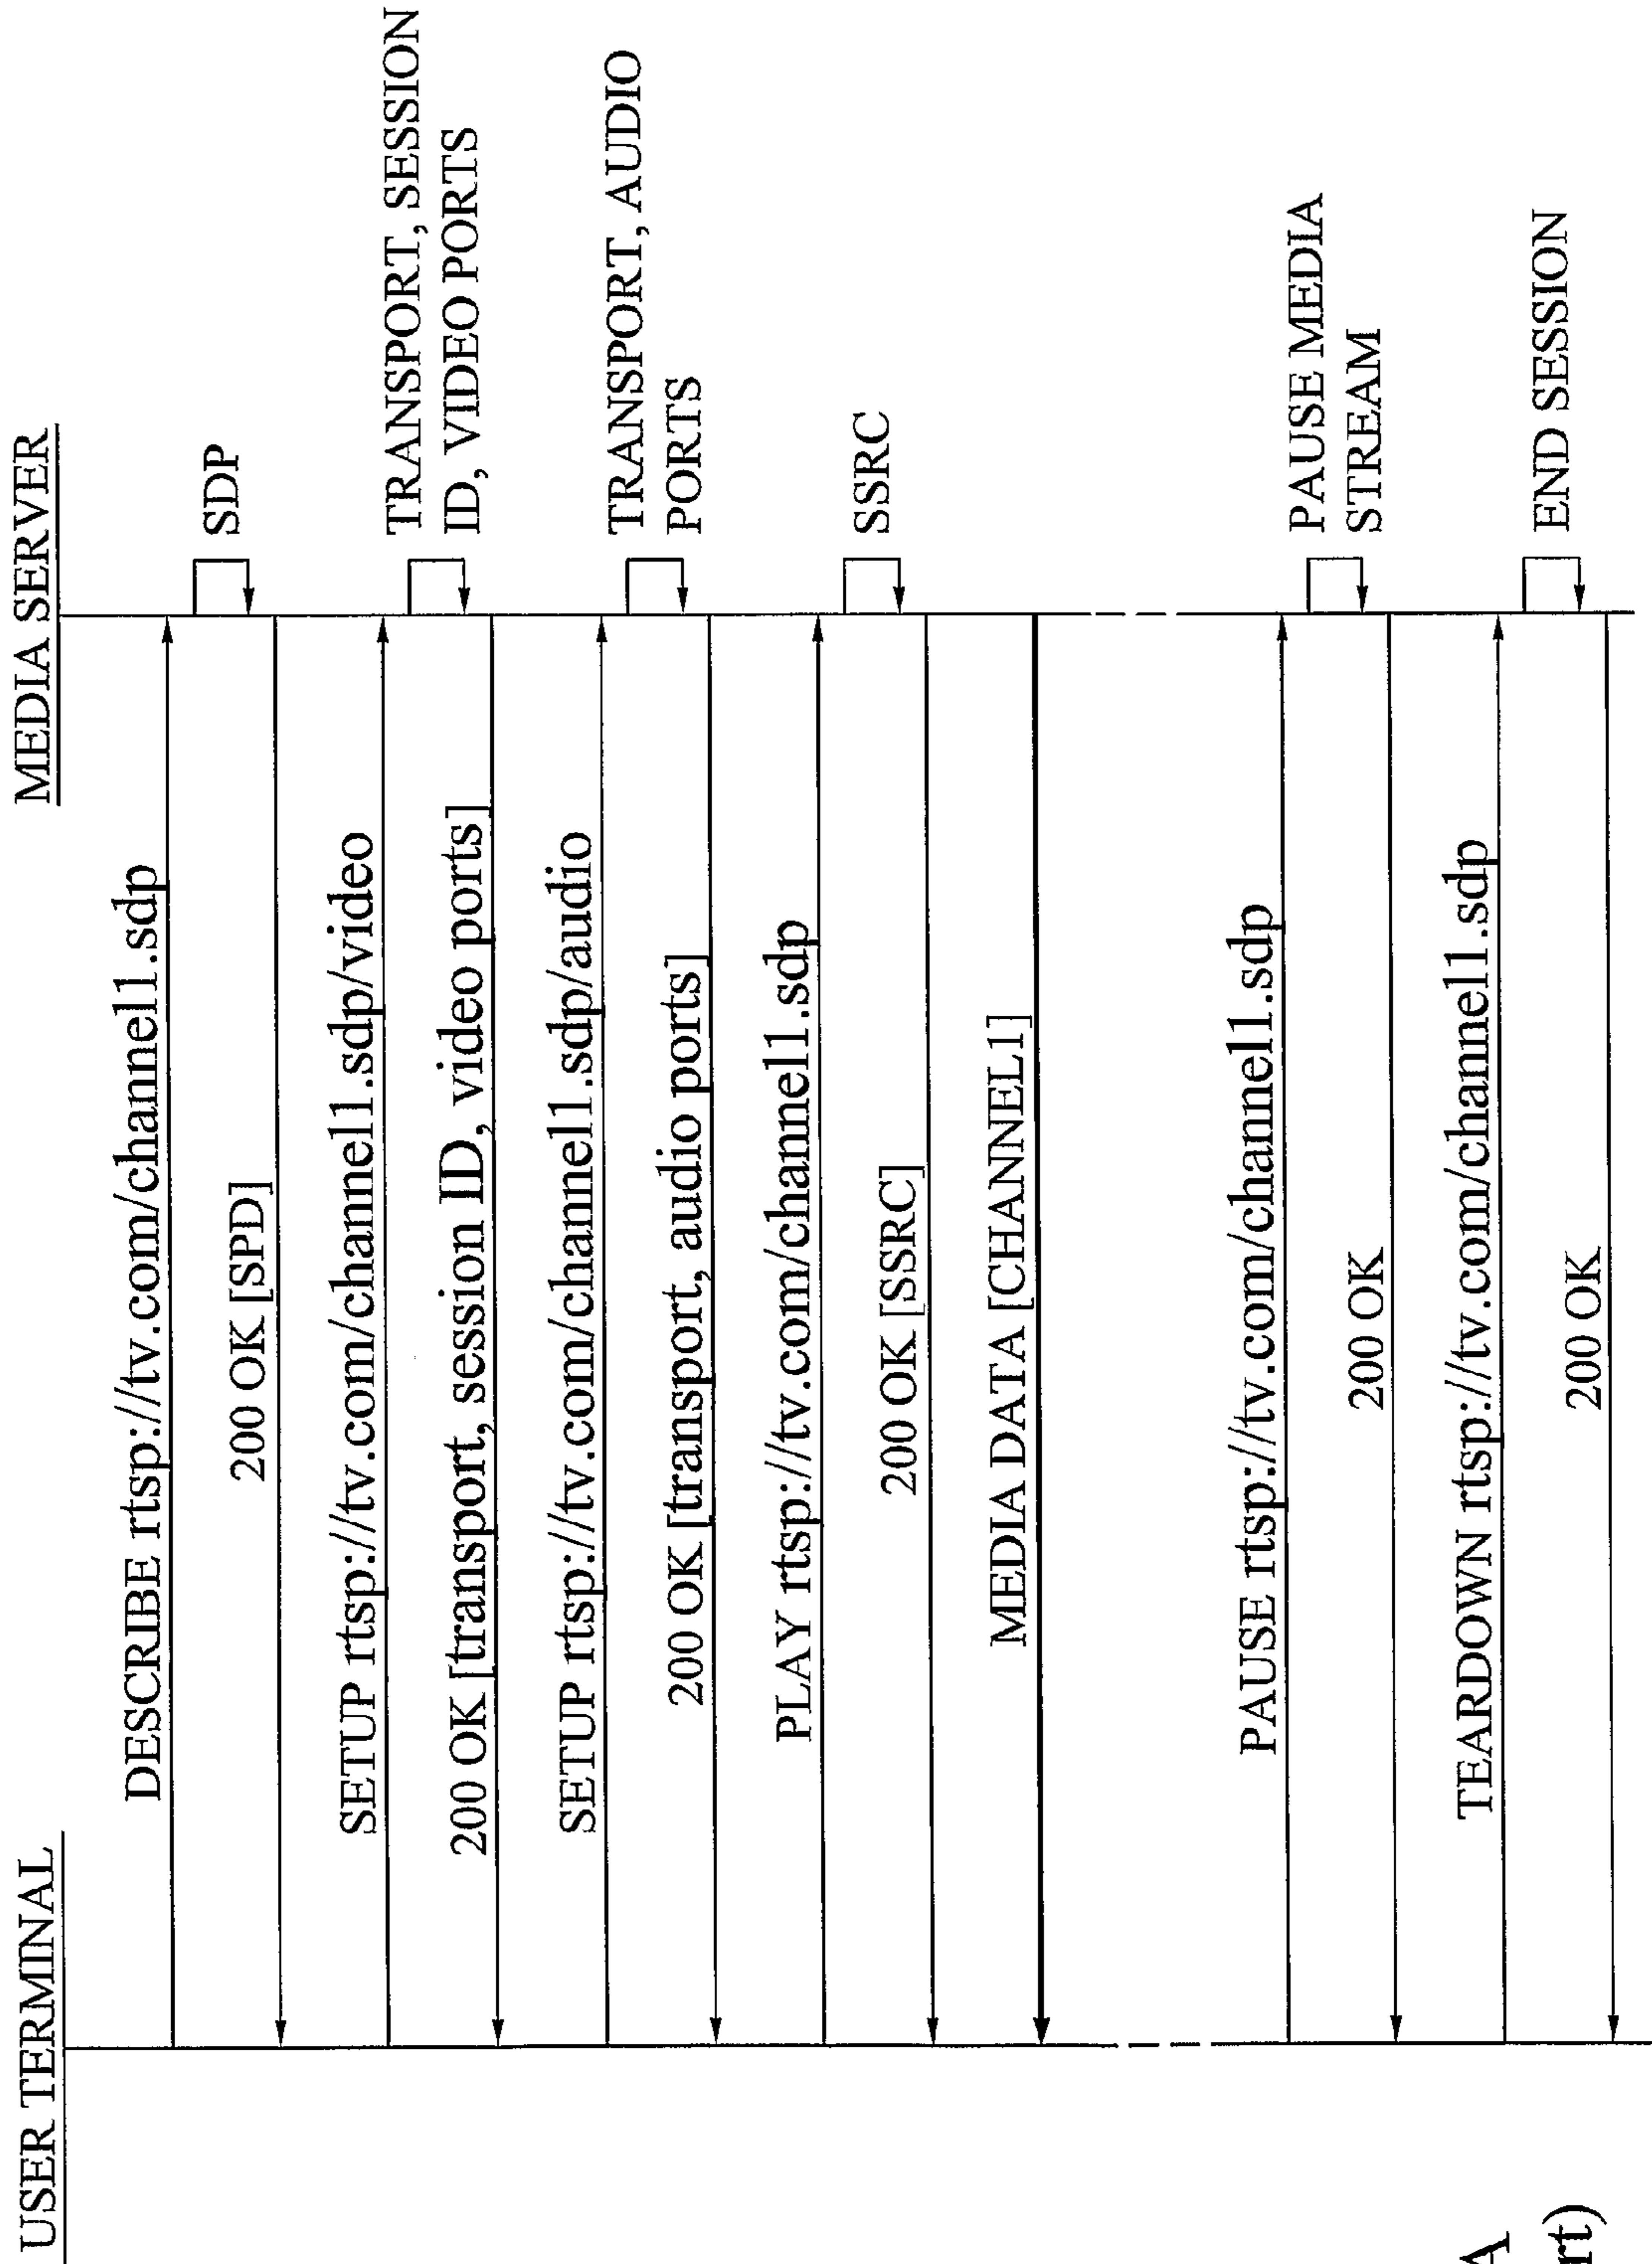 USER TERMINAL
MEDIA SERVER
DESCRIBE rtsp://tv.com/channel1.sdp
SDP
200 OK [SPD]
SETUP rtsp://tv.com/channel1.sdp/video
TRANSPORT, SESSION
ID, VIDEO PORTS
200 OK [transport, session ID, video ports]
SETUP rtsp://tv.com/channel1.sdp/audio
TRANSPORT, AUDIO
PORTS
200 OK [transport, audio ports]
PLAY rtsp://tv.com/channel1.sdp
SSRC
200 OK [SSRC]
MEDIA DATA [CHANNEL1]
PAUSE rtsp://tv.com/channel1.sdp
PAUSE MEDIA
STREAM
200 OK
TEARDOWN rtsp://tv.com/channel1.sdp
END SESSION
200 OK